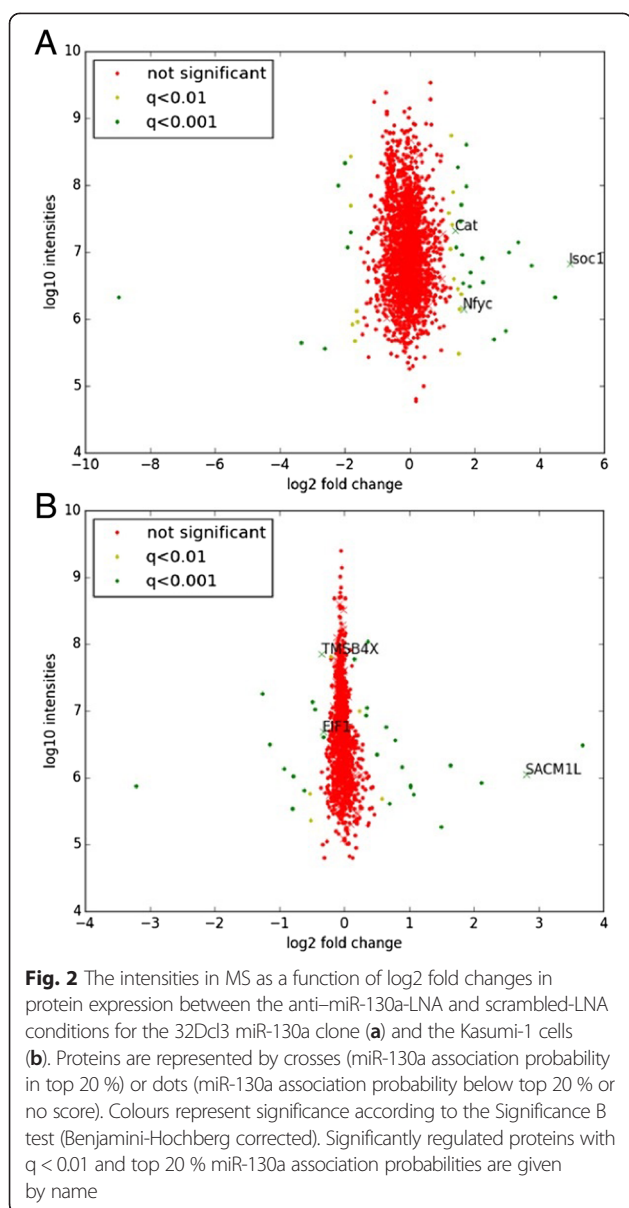 A
10
9
8
7
6
5
4
log10 intensities
not significant
q<0.01
q<0.001
Cat
Isoc1
Nfyc
−10 −8 −6 −4 −2 0 2 4 6
log2 fold change
B
10
9
8
7
6
5
4
log10 intensities
not significant
q<0.01
q<0.001
TMSB4X
EIF1
SACM1L
−4 −3 −2 −1 0 1 2 3 4
log2 fold change
Fig. 2 The intensities in MS as a function of log2 fold changes in
protein expression between the anti–miR-130a-LNA and scrambled-LNA
conditions for the 32Dcl3 miR-130a clone (a) and the Kasumi-1 cells
(b). Proteins are represented by crosses (miR-130a association probability
in top 20 %) or dots (miR-130a association probability below top 20 % or
no score). Colours represent significance according to the Significance B
test (Benjamini-Hochberg corrected). Significantly regulated proteins with
q < 0.01 and top 20 % miR-130a association probabilities are given
by name